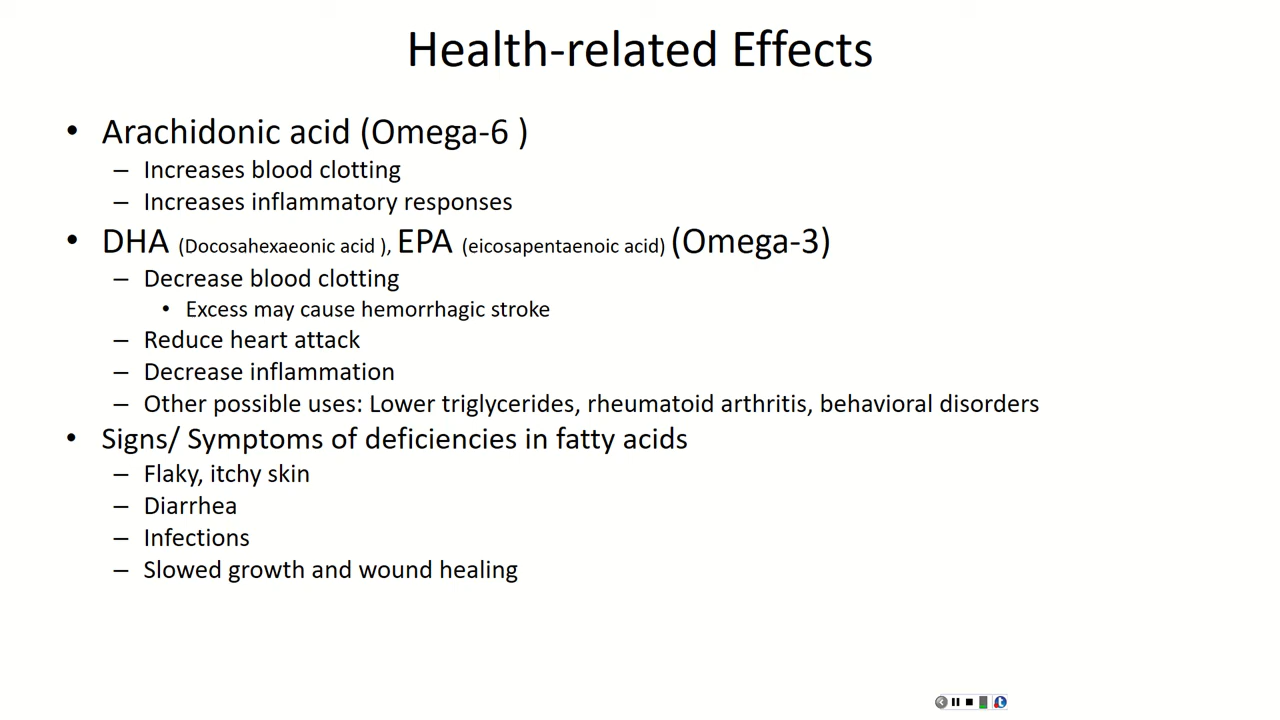 Health-related Effects
• Arachidonic acid (Omega-6 )
– Increases blood clotting
– Increases inflammatory responses
• DHA (Docosahexaeonic acid ), EPA (eicosapentaenoic acid) (Omega-3)
– Decrease blood clotting
• Excess may cause hemorrhagic stroke
– Reduce heart attack
– Decrease inflammation
– Other possible uses: Lower triglycerides, rheumatoid arthritis, behavioral disorders
• Signs/ Symptoms of deficiencies in fatty acids
– Flaky, itchy skin
– Diarrhea
– Infections
– Slowed growth and wound healing